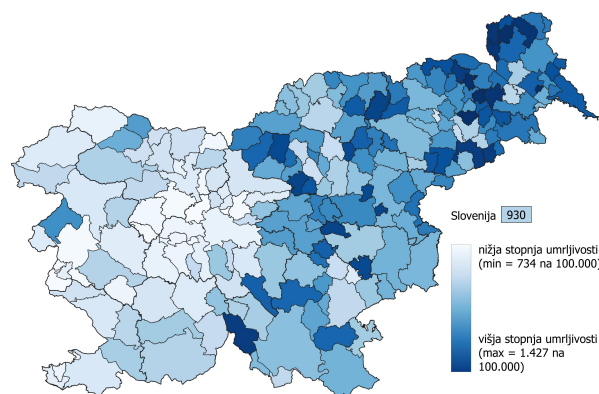 Slovenija 930
nižja stopnja umrljivosti
(min = 734 na 100.000)
višja stopnja umrljivosti
(max = 1.427 na
100.000)